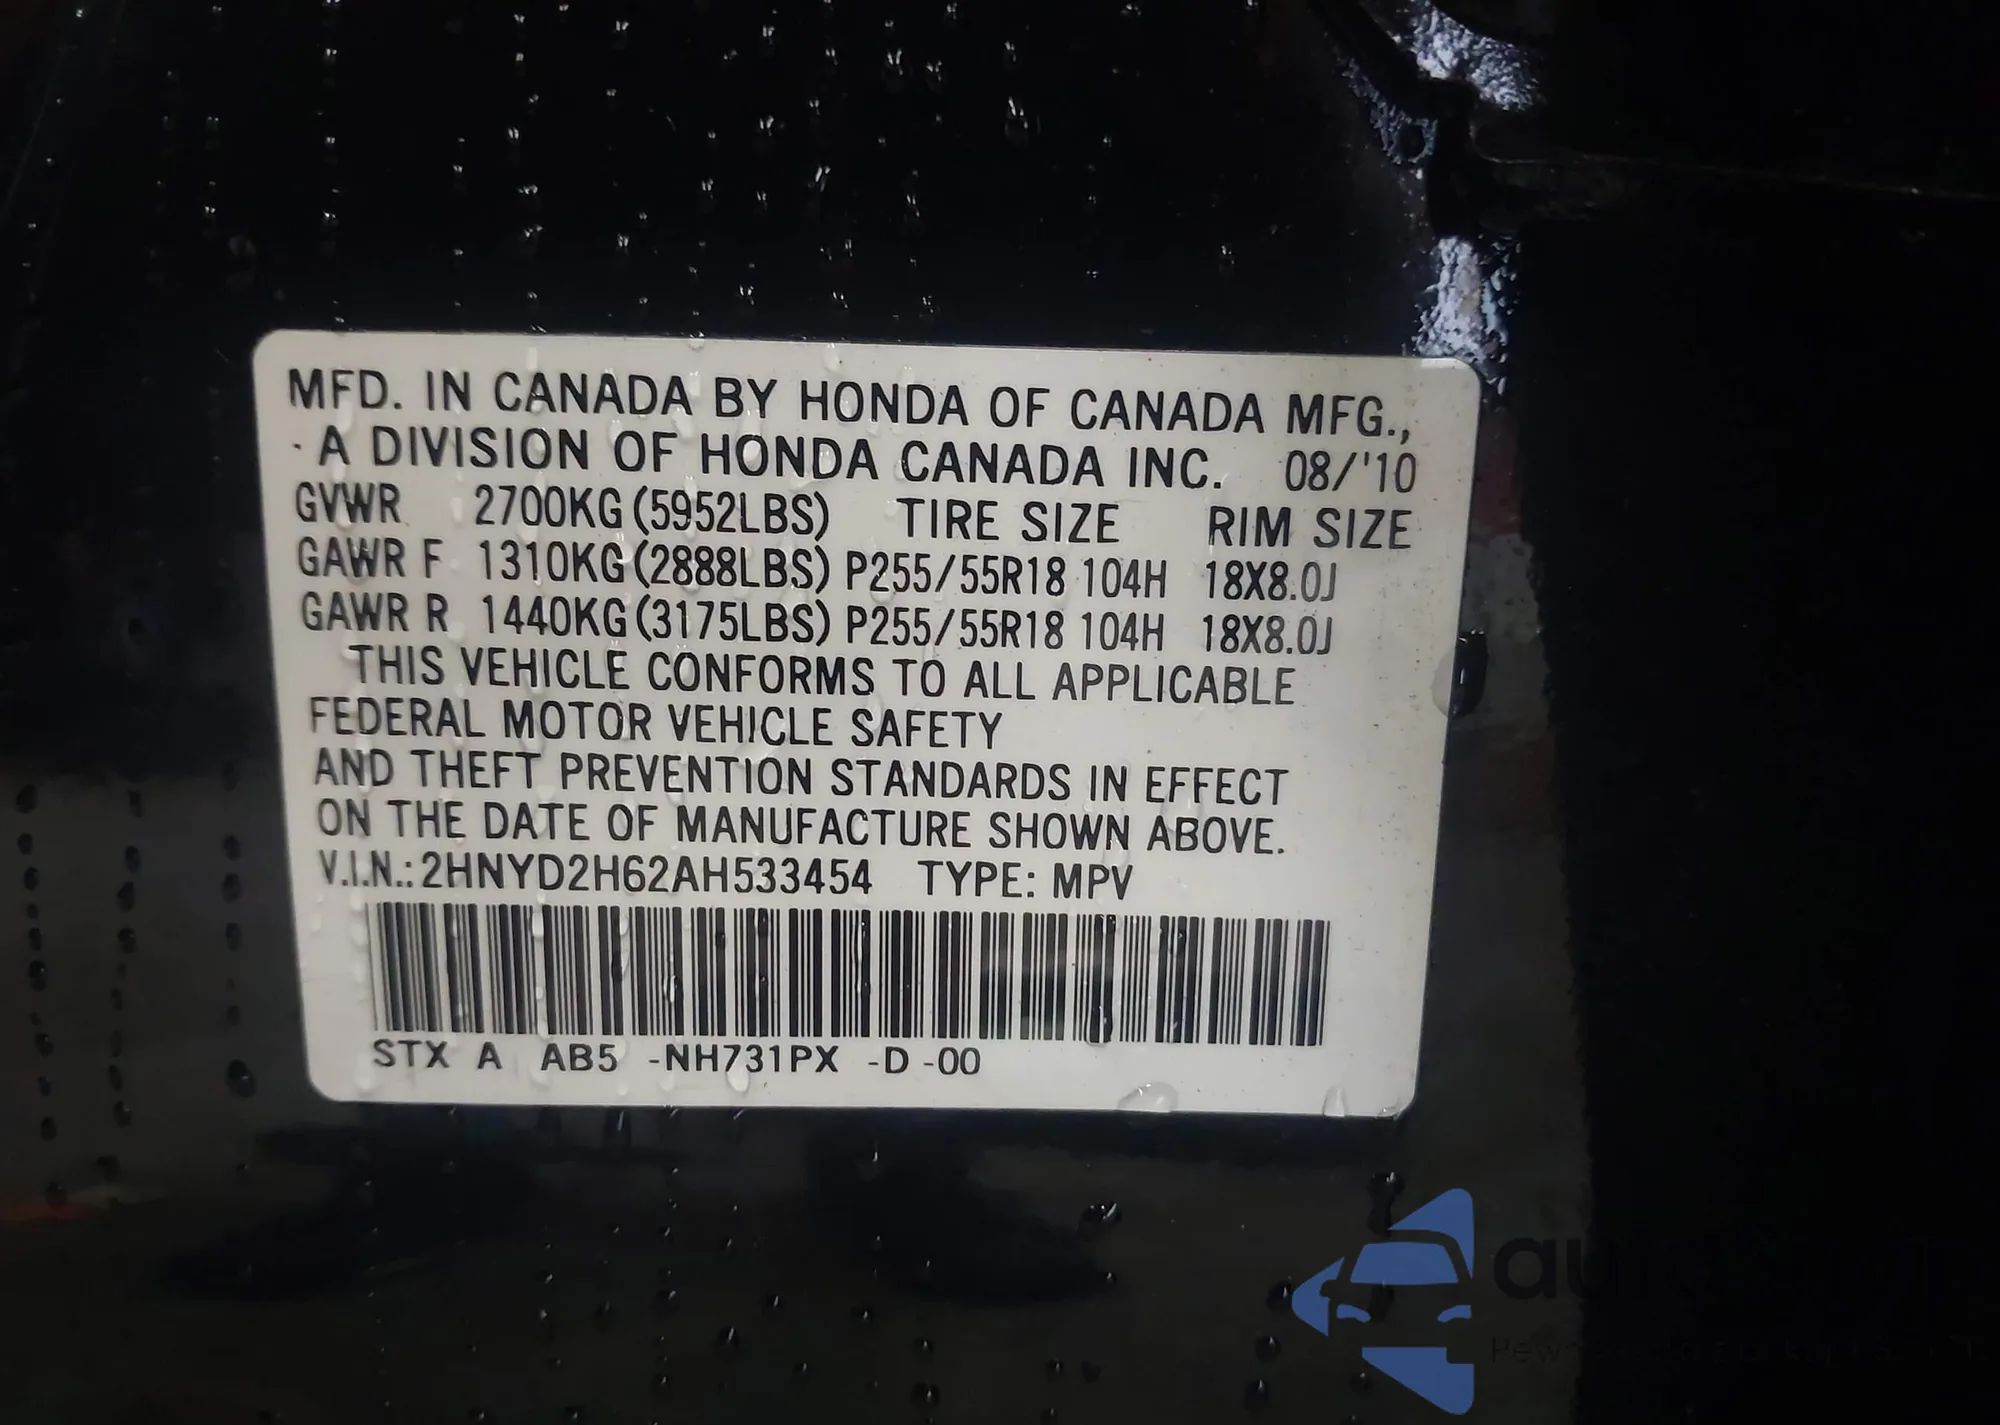 MFD. IN CANADA BY HONDA OF CANADA MFG.,
A DIVISION OF HONDA CANADA INC. 08/'10
GVWR 2700KG (5952LBS) TIRE SIZE RIM SIZE
GAWR F 1310KG (2888LBS) P255/55R18 104H 18X8.0J
GAWR R 1440KG (3175LBS) P255/55R18 104H 18X8.0J
THIS VEHICLE CONFORMS TO ALL APPLICABLE
FEDERAL MOTOR VEHICLE SAFETY
AND THEFT PREVENTION STANDARDS IN EFFECT
ON THE DATE OF MANUFACTURE SHOWN ABOVE.
V.I.N.: 2HNYD2H62AH533454 TYPE: MPV
STX A AB5 -NH731PX -D -00